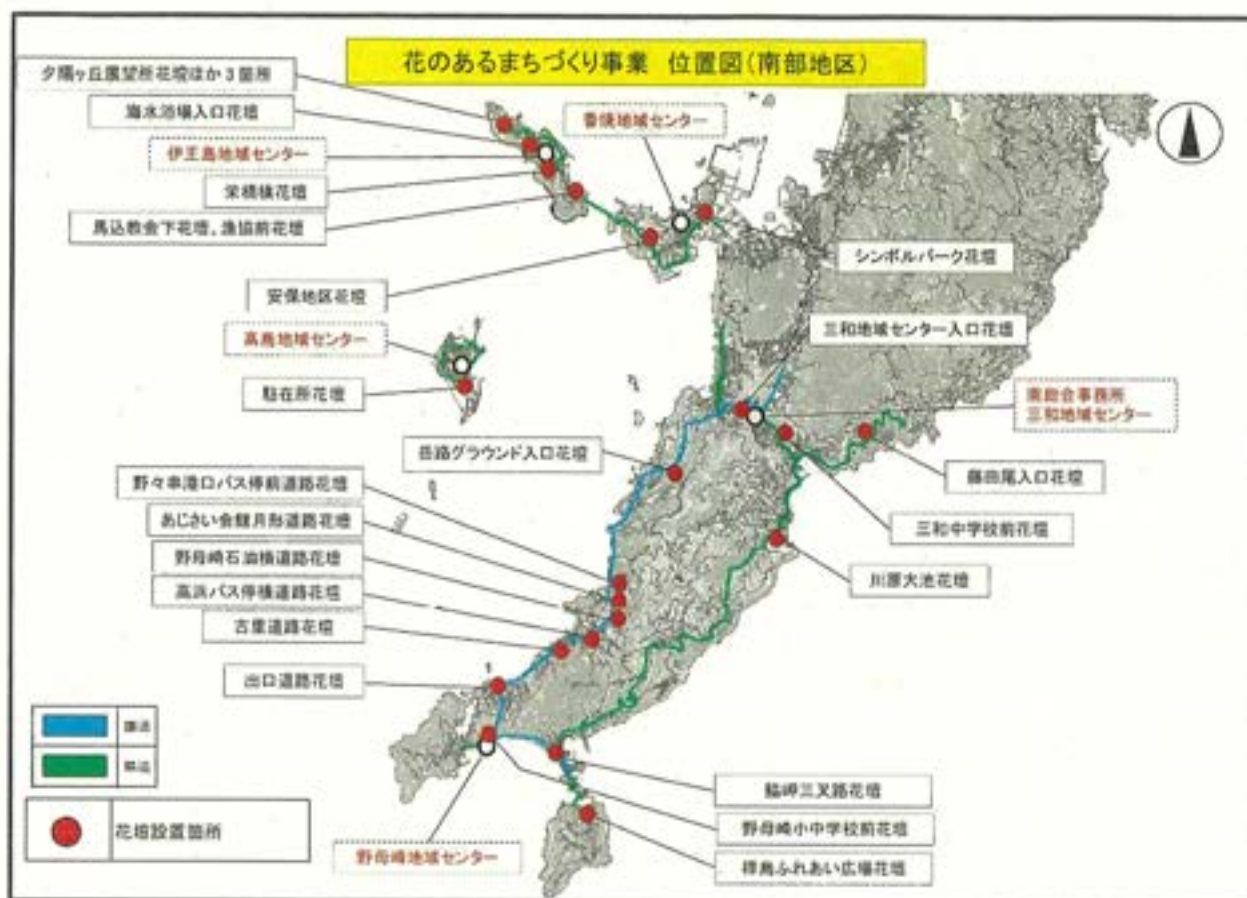 花のあるまちづくり事業 位置図(南部地区)
夕陽ヶ丘展望所花壇ほか3箇所
海水浴場入口花壇
伊王島地域センター
栄橋横花壇
馬込教会下花壇、漁協前花壇
安保地区花壇
高島地域センター
駐在所花壇
香焼地域センター
シンボルパーク花壇
三和地域センター入口花壇
南総合事務所
三和地域センター
藤田尾入口花壇
三和中学校前花壇
川原大池花壇
岳路グラウンド入口花壇
野々串港口バス停前道路花壇
あじさい会館月形道路花壇
野母崎石油横道路花壇
高浜バス停横道路花壇
古里道路花壇
出口道路花壇
国道
県道
花壇設置箇所
野母崎地域センター
脇岬三叉路花壇
野母崎小中学校前花壇
樺島ふれあい広場花壇